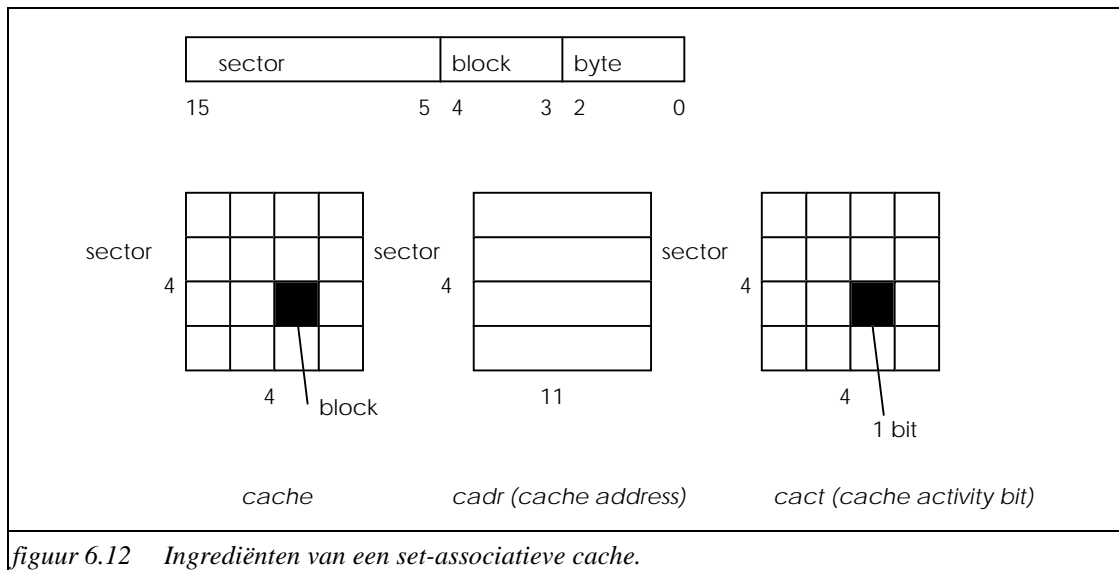 sector block byte
15 5 4 3 2 0
sector sector sector
4 4 4
4 block 11 4
1 bit
cache cadr (cache address) cact (cache activity bit)
figuur 6.12 Ingrediënten van een set-associatieve cache.